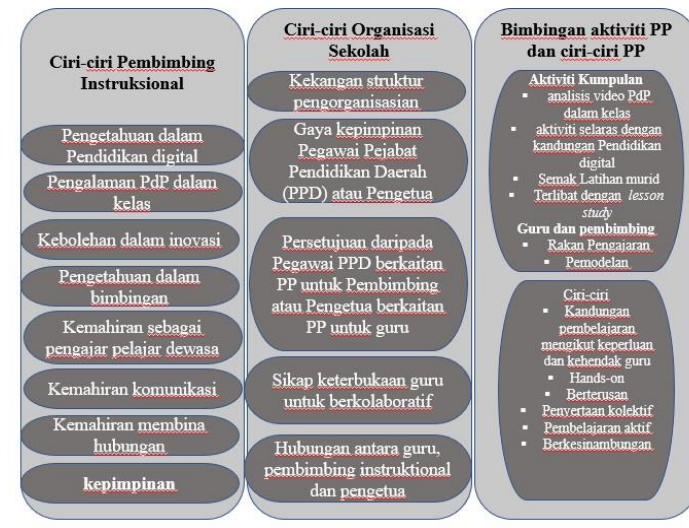 Ciri-ciri Pembimbing
Instruksional
Pengetahuan dalam
Pendidikan digital
Pengalaman PdP dalam
kelas
Kebolehan dalam inovasi
Pengetahuan dalam
bimbingan
Kemahiran sebagai
pengajar pelajar dewasa
Kemahiran komunikasi
Kemahiran membina
hubungan
kepimpinan
Ciri-ciri Organisasi
Sekolah
Kekangan struktur
pengorganisasian
Gaya kepimpinan
Pegawai Pejabat
Pendidikan Daerah
(PPD) atau Pengetua
Persetujuan daripada
Pegawai PPD berkaitan
PP untuk Pembimbing
atau Pengetua berkaitan
PP untuk guru
Sikap keterbukaan guru
untuk berkolaboratif
Hubungan antara guru,
pembimbing instruktional
dan pengetua
Bimbingan aktiviti PP
dan ciri-ciri PP
Aktiviti Kumpulan
▪ analisis video PdP
dalam kelas
▪ aktiviti selaras dengan
kandungan Pendidikan
digital
▪ Semak Latihan murid
▪ Terlibat dengan lesson
study
Guru dan pembimbing
▪ Rakan Pengajaran
▪ Pemodelan
Ciri-ciri
▪ Kandungan
pembelajaran
mengikut keperluan
dan kehendak guru
▪ Hands-on
▪ Berterusan
▪ Penyertaan kolektif
▪ Pembelajaran aktif
▪ Berkesinambungan